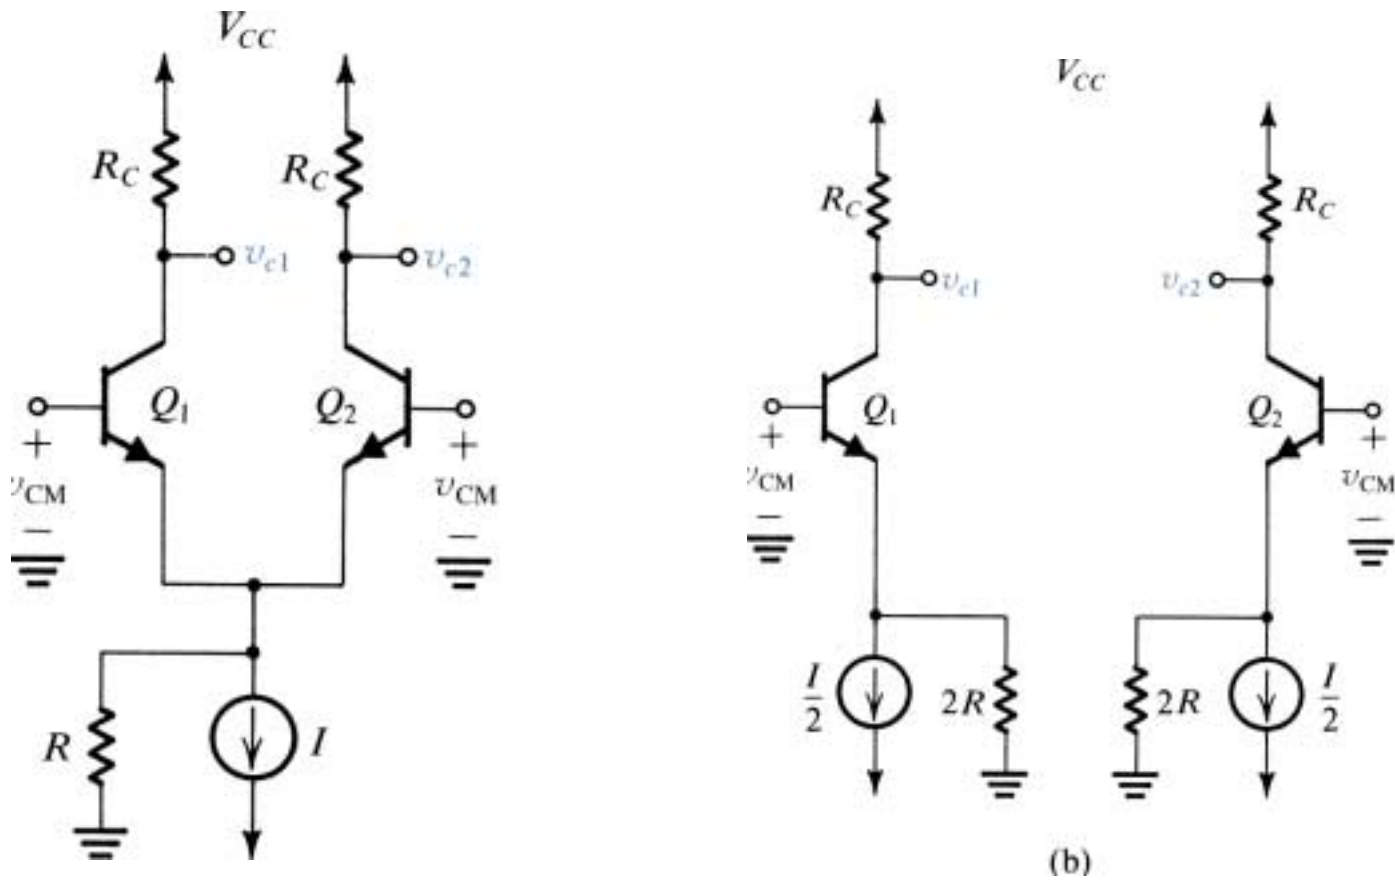 V_CC
R_C
R_C
v_c1
v_c2
Q_1
Q_2
+
v_CM
−
+
v_CM
−
R
I
V_CC
R_C
R_C
v_c1
v_c2
Q_1
Q_2
+
v_CM
−
+
v_CM
−
I/2
2R
2R
I/2
(b)